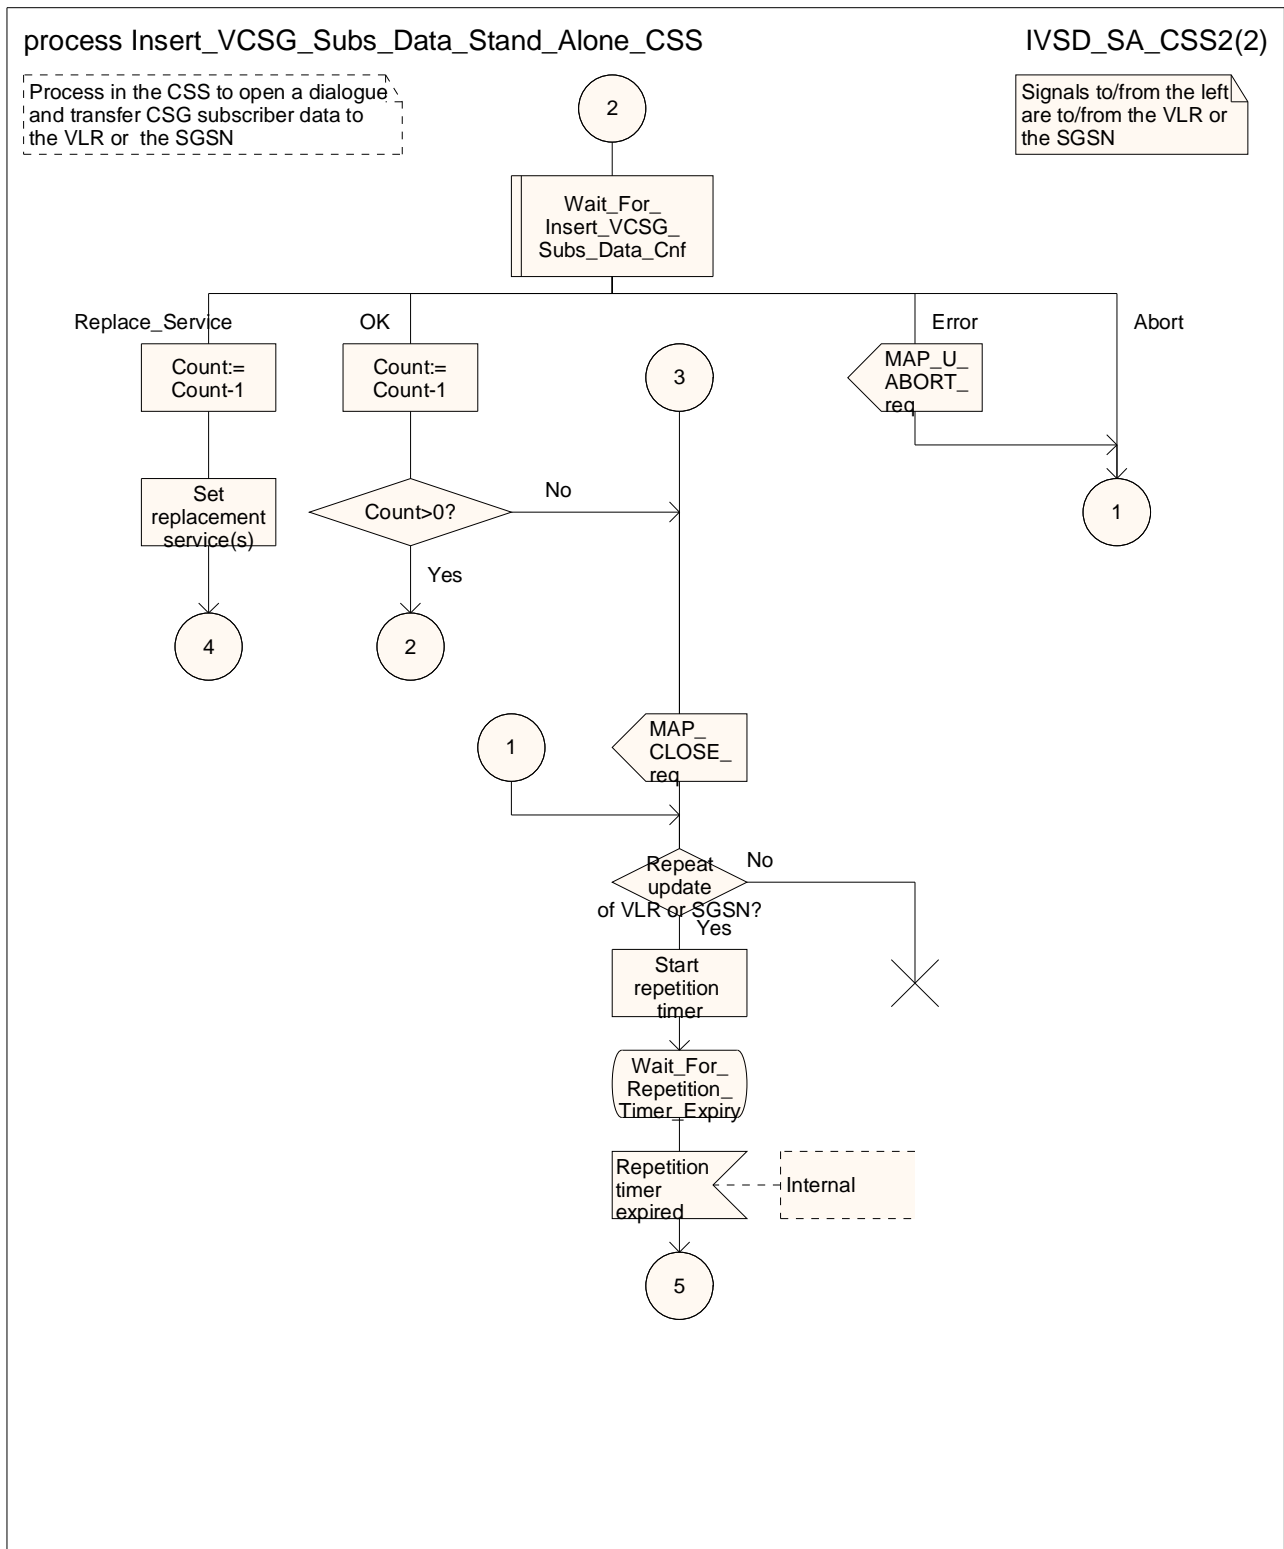 process Insert_VCSG_Subs_Data_Stand_Alone_CSS
IVSD_SA_CSS2(2)
Process in the CSS to open a dialogue
and transfer CSG subscriber data to
the VLR or  the SGSN
2
Signals to/from the left
are to/from the VLR or
the SGSN
Wait_For_
Insert_VCSG_
Subs_Data_Cnf
Replace_Service
OK
Error
Abort
Count:=
Count-1
Count:=
Count-1
3
MAP_U_
ABORT_
req
Set
replacement
service(s)
Count>0?
No
1
Yes
4
2
1
MAP_
CLOSE_
req
Repeat
update
of VLR or SGSN?
No
Yes
Start
repetition
timer
Wait_For_
Repetition_
Timer_Expiry
Repetition
timer
expired
Internal
5